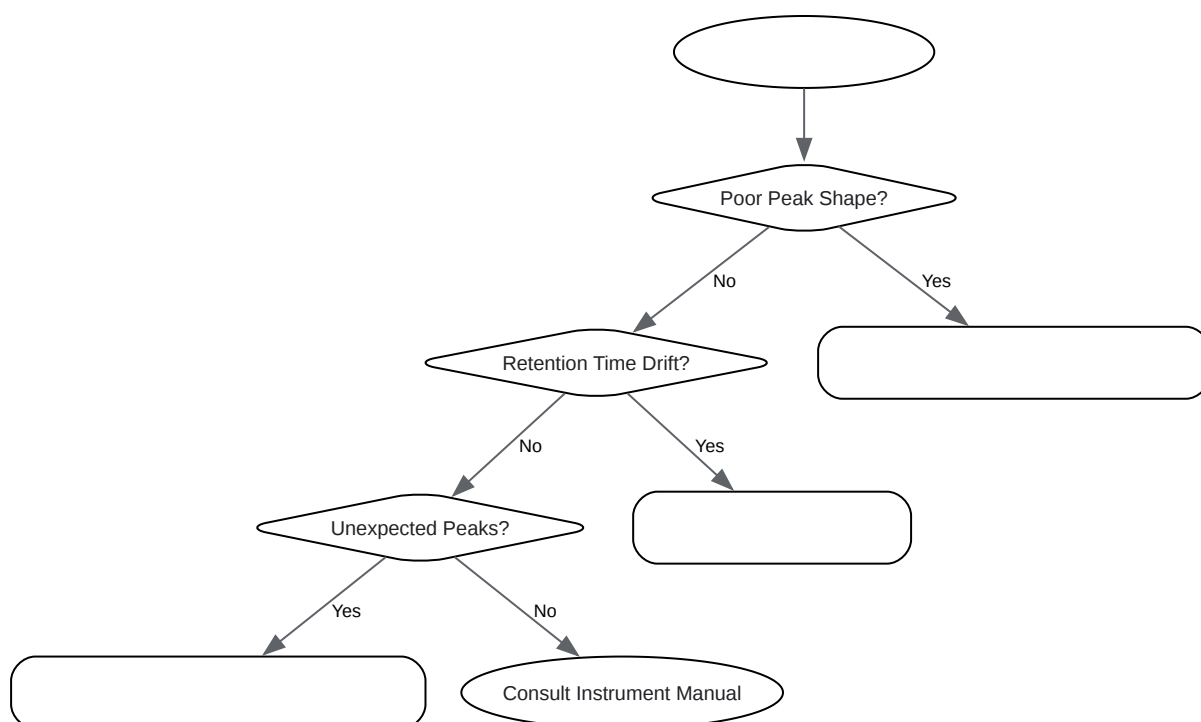 Poor Peak Shape?
No
Yes
Retention Time Drift?
No
Yes
Unexpected Peaks?
Yes
No
Consult Instrument Manual